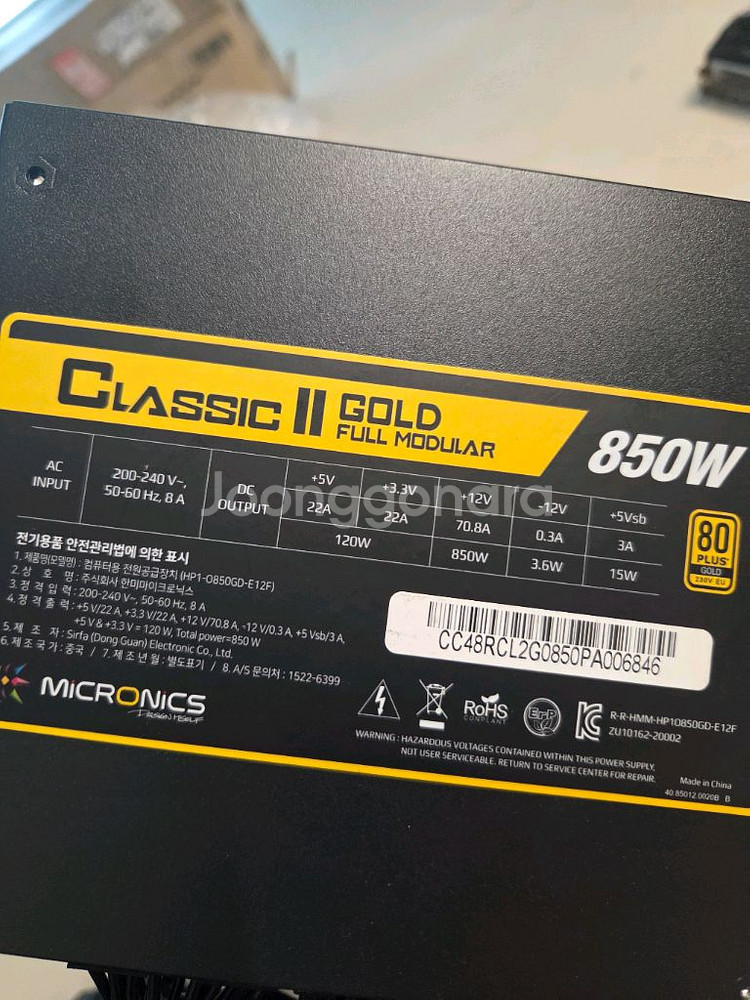 CLASSIC II GOLD
FULL MODULAR
850W
AC INPUT
200-240 V~, 50-60 Hz, 8 A
DC OUTPUT
+5V +3.3V +12V -12V +5Vsb
22A 22A 70.8A 0.3A 3A
120W 850W 3.6W 15W
Joonggonara
80 PLUS GOLD 230V EU
전기용품 안전관리법에 의한 표시
1. 제품명(모델명) : 컴퓨터용 전원공급장치 (HP1-O850GD-E12F)
2. 상 호 명 : 주식회사 한미마이크로닉스
3. 정격 입력 : 200-240 V~, 50-60 Hz, 8 A
4. 정격 출력 : +5 V/22 A, +3.3 V/22 A, +12 V/70.8 A, -12 V/0.3 A, +5 Vsb/3 A,
+5 V & +3.3 V = 120 W, Total power=850 W
5. 제 조 자 : Sirfa (Dong Guan) Electronic Co., Ltd.
6. 제조국가 : 중국 / 7. 제조년월 : 별도표기 / 8. A/S 문의처 : 1522-6399
CC48RCL2G0850PA006846
MiCRONiCS
DESIGN MYSELF
RoHS
COMPLIANT
ErP
R-R-HMM-HP1O850GD-E12F
ZU10162-20002
WARNING : HAZARDOUS VOLTAGES CONTAINED WITHIN THIS POWER SUPPLY,
NOT USER SERVICEABLE. RETURN TO SERVICE CENTER FOR REPAIR.
Made in China
40.85012.0020B B